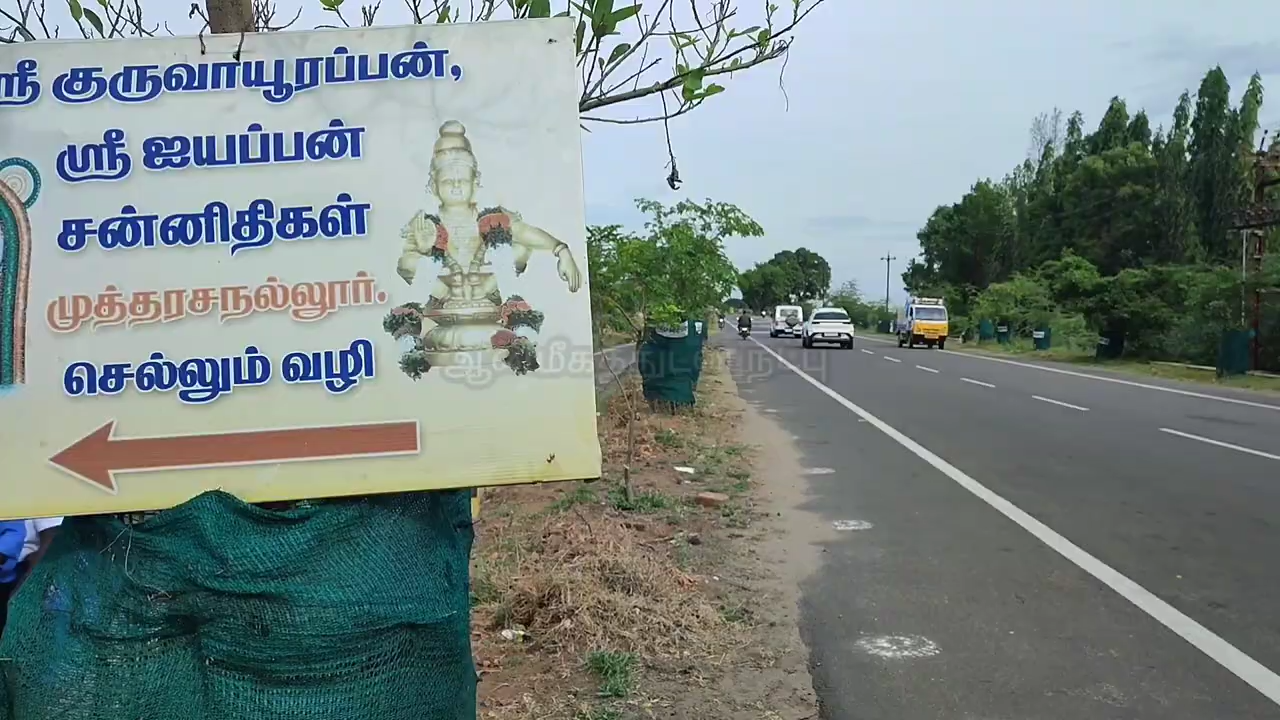 ஸ்ரீ குருவாயூரப்பன்,
ஸ்ரீ ஐயப்பன்
சன்னிதிகள்
முத்தரசநல்லூர்.
செல்லும் வழி